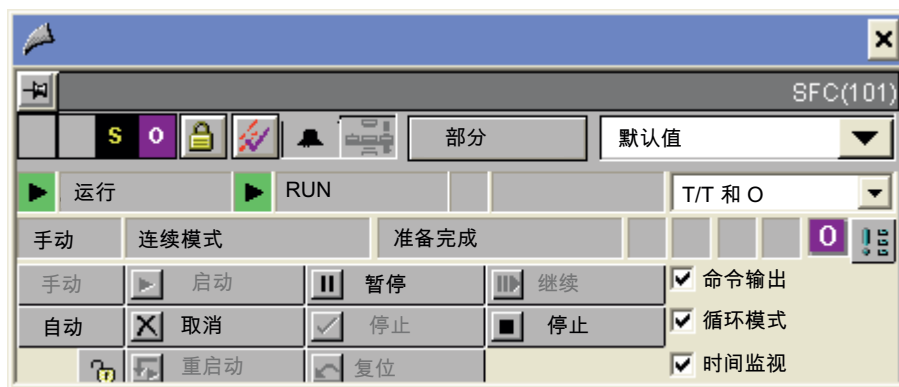 SFC(101)
S O 部分 默认值
运行 RUN T/T 和 O
手动 连续模式 准备完成 O
手动 启动 暂停 继续 命令输出
自动 取消 停止 停止 循环模式
重启动 复位 时间监视